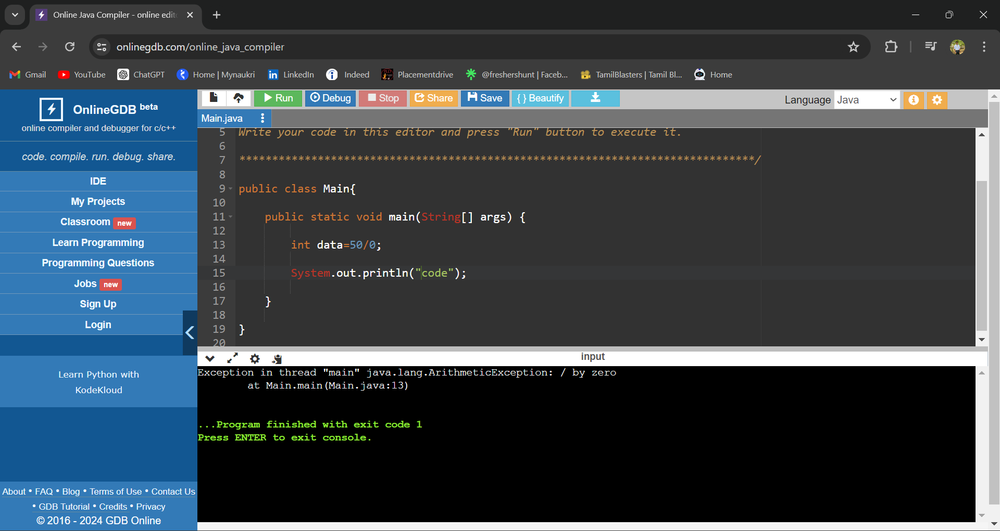 Online Java Compiler - online edit
onlinegdb.com/online_java_compiler
Gmail YouTube ChatGPT Home | Mynaukri LinkedIn Indeed Placementdrive @freshershunt | Faceb... TamilBlasters | Tamil Bl... Home
OnlineGDB beta
online compiler and debugger for c/c++
code. compile. run. debug. share.
IDE
My Projects
Classroom new
Learn Programming
Programming Questions
Jobs new
Sign Up
Login
Learn Python with
KodeKloud
About • FAQ • Blog • Terms of Use • Contact Us
• GDB Tutorial • Credits • Privacy
© 2016 - 2024 GDB Online
Run Debug Stop Share Save {} Beautify Language Java
Main.java
5 Write your code in this editor and press "Run" button to execute it.
6
7 *******************************************************************************/
8
9 public class Main{
10
11 public static void main(String[] args) {
12
13 int data=50/0;
14
15 System.out.println("code");
16
17 }
18
19 }
20
input
Exception in thread "main" java.lang.ArithmeticException: / by zero
at Main.main(Main.java:13)
...Program finished with exit code 1
Press ENTER to exit console.